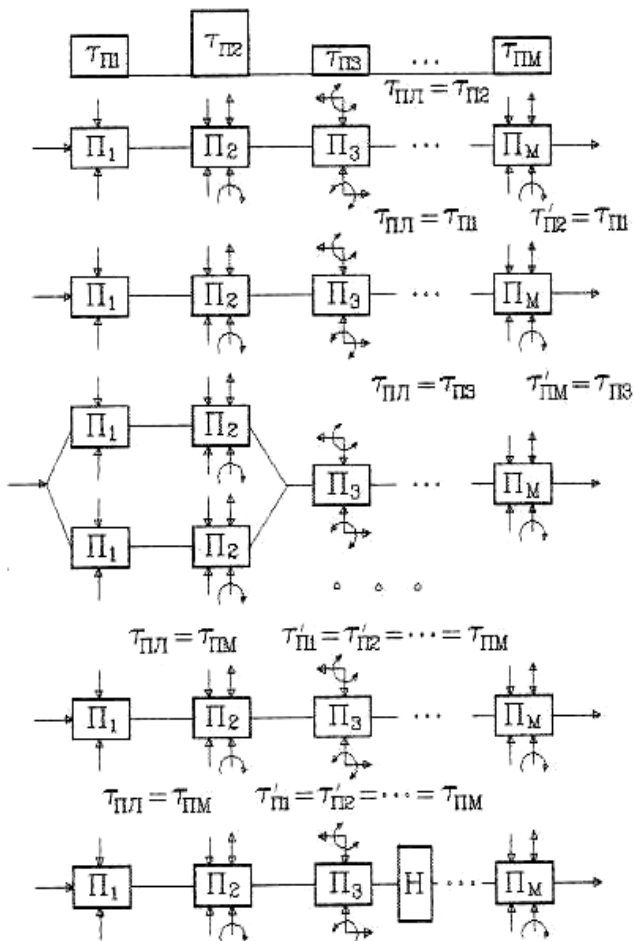 τП1 τП2 τП3 ... τПМ
τПЛ = τП2
П1 П2 П3 ... ПМ
τПЛ = τП1 τ′П2 = τП1
П1 П2 П3 ... ПМ
τПЛ = τП3 τ′ПМ = τП3
П1 П2
П3 ... ПМ
П1 П2
τПЛ = τПМ τ′П1 = τ′П2 = ... = τПМ
П1 П2 П3 ... ПМ
τПЛ = τПМ τ′П1 = τ′П2 = ... = τПМ
П1 П2 П3 Н ... ПМ